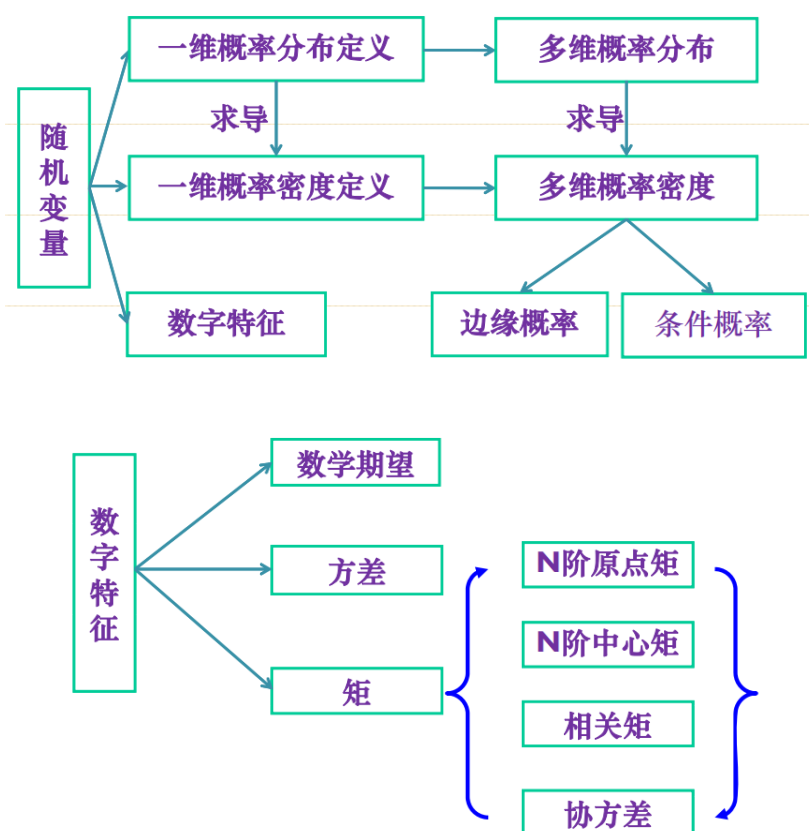 一维概率分布定义
多维概率分布
求导
求导
随机变量
一维概率密度定义
多维概率密度
数字特征
边缘概率
条件概率
数学期望
数字特征
方差
N阶原点矩
N阶中心矩
矩
相关矩
协方差